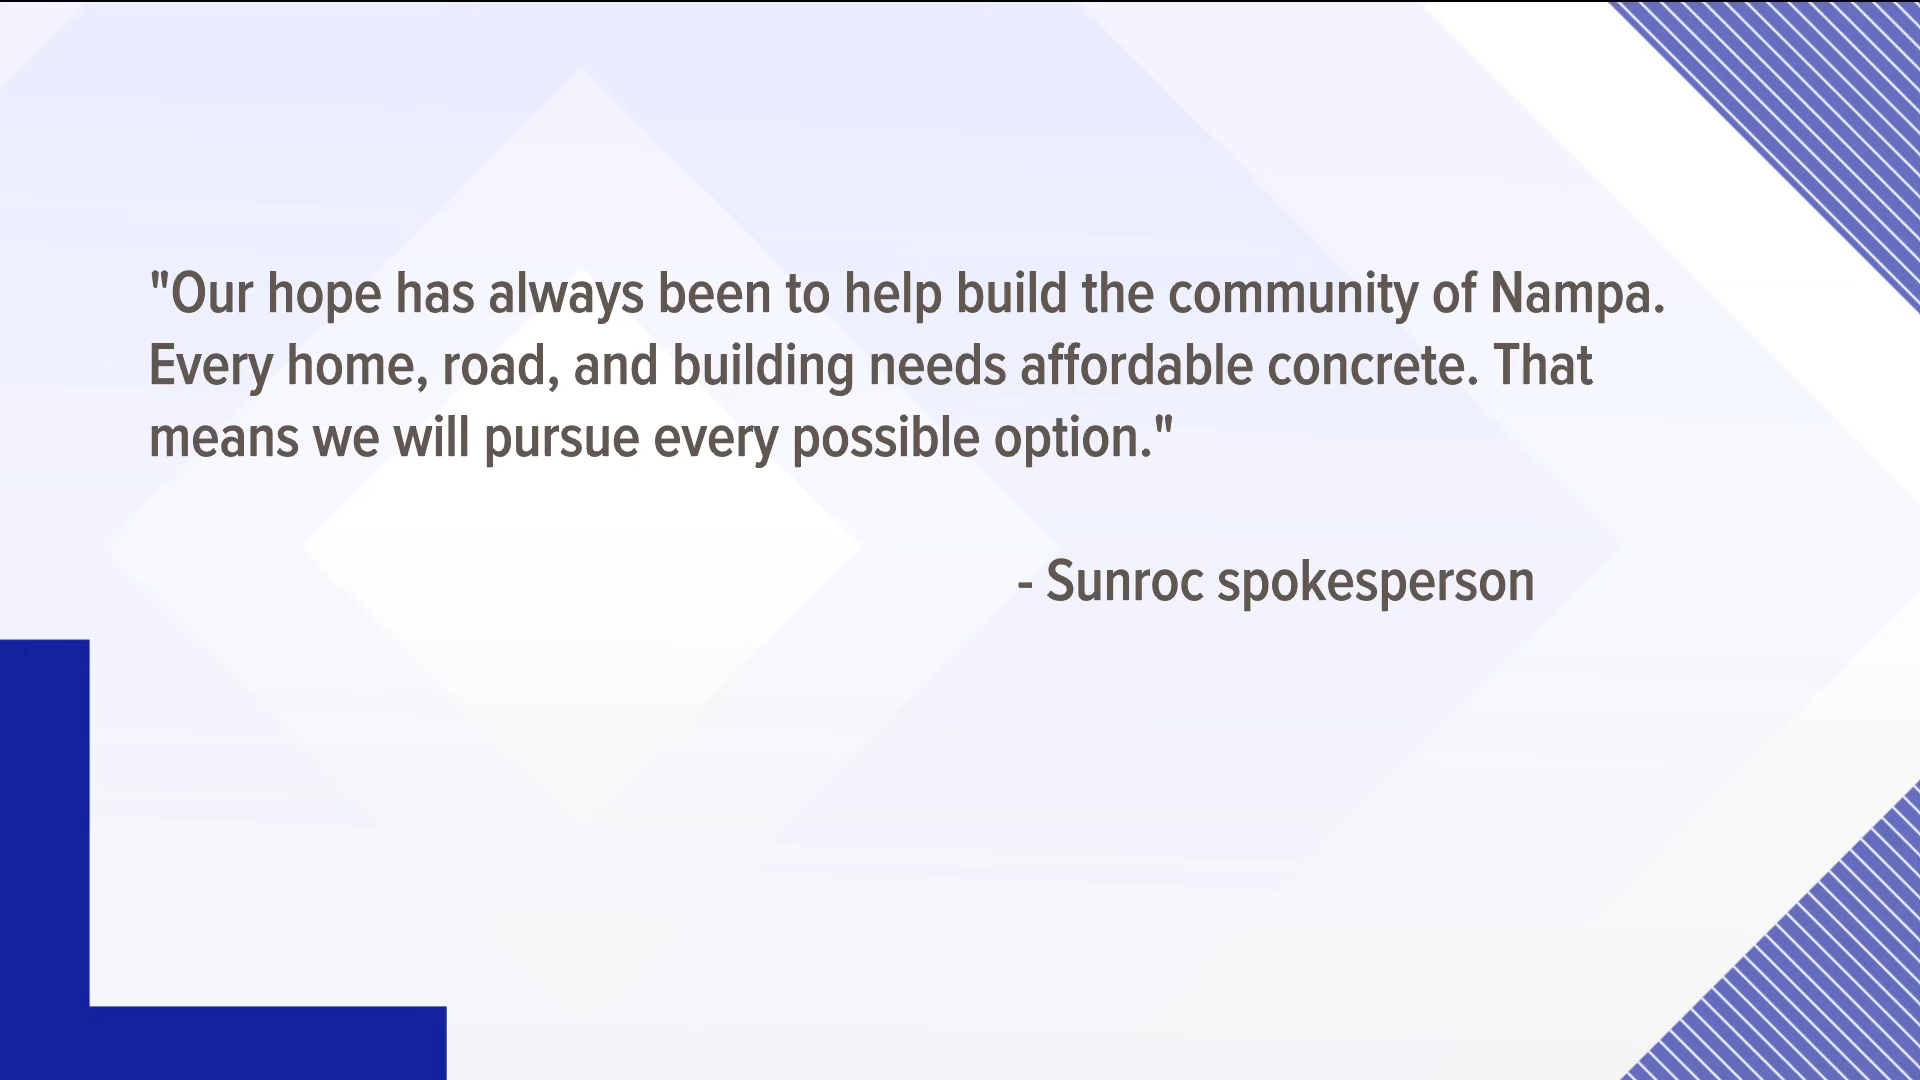 "Our hope has always been to help build the community of Nampa.
Every home, road, and building needs affordable concrete. That
means we will pursue every possible option."
- Sunroc spokesperson